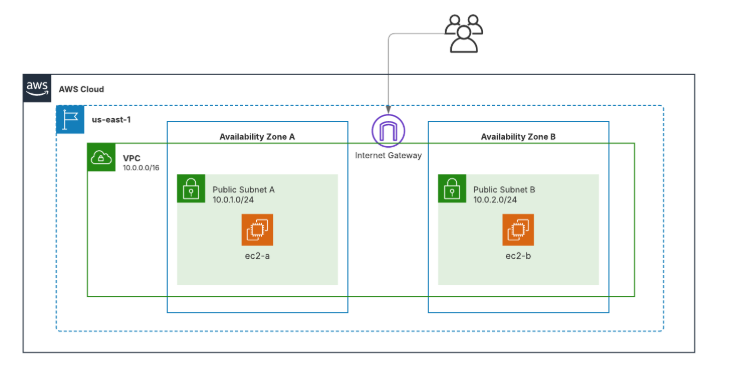 aws
AWS Cloud
us-east-1
Availability Zone A
Availability Zone B
Internet Gateway
VPC
10.0.0.0/16
Public Subnet A
10.0.1.0/24
ec2-a
Public Subnet B
10.0.2.0/24
ec2-b